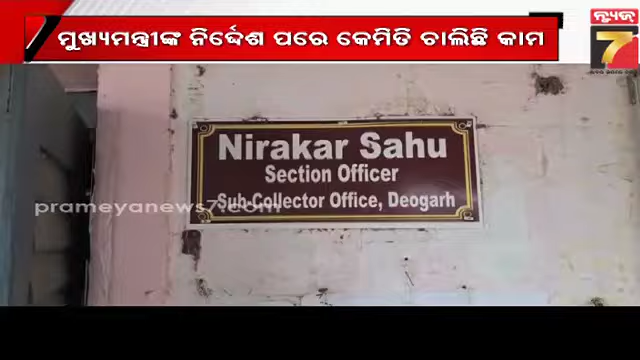 ମୁଖ୍ୟମନ୍ତ୍ରୀଙ୍କ ନିର୍ଦ୍ଦେଶ ପରେ କେମିତି ଚାଲିଛି କାମ
ନ୍ୟୁଜ୍
7
Nirakar Sahu
Section Officer
Sub-Collector Office, Deogarh
prameyanews7.com